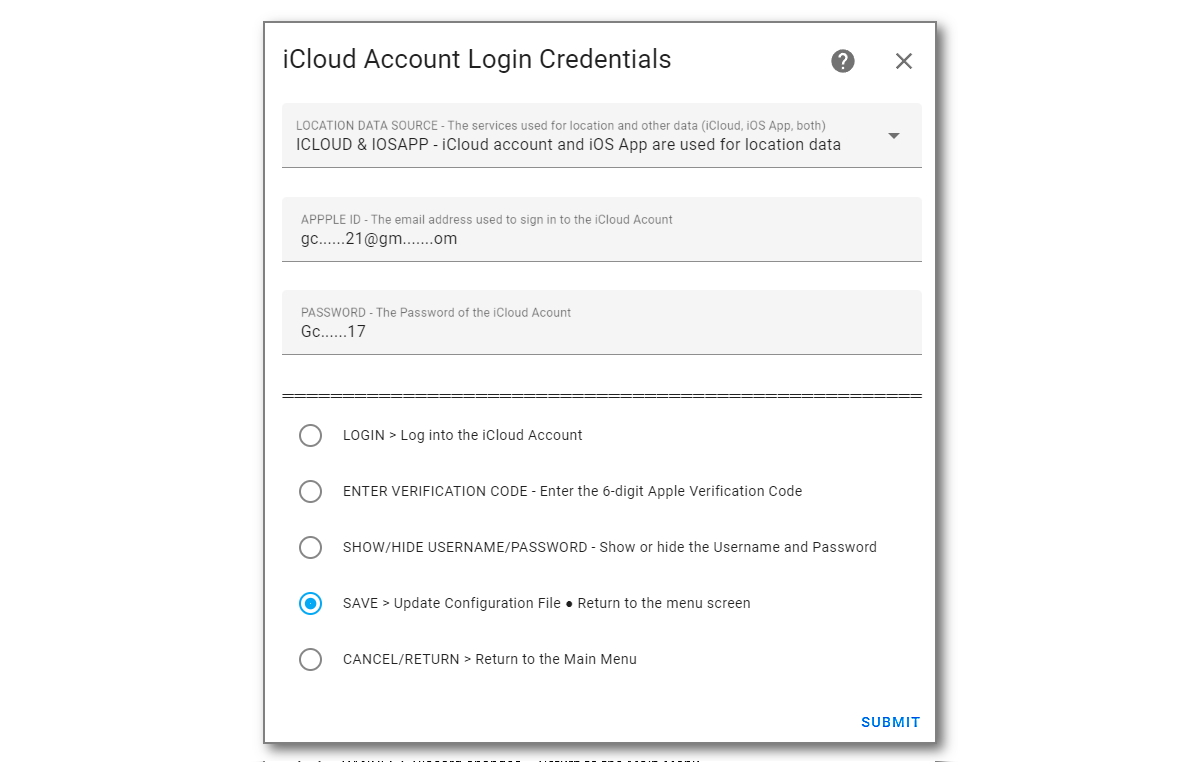 iCloud Account Login Credentials
LOCATION DATA SOURCE - The services used for location and other data (iCloud, iOS App, both)
ICLOUD & IOSAPP - iCloud account and iOS App are used for location data
APPPLE ID - The email address used to sign in to the iCloud Acount
gc......21@gm.......om
PASSWORD - The Password of the iCloud Acount
Gc......17
=====================================================
LOGIN > Log into the iCloud Account
ENTER VERIFICATION CODE - Enter the 6-digit Apple Verification Code
SHOW/HIDE USERNAME/PASSWORD - Show or hide the Username and Password
SAVE > Update Configuration File ● Return to the menu screen
CANCEL/RETURN > Return to the Main Menu
SUBMIT